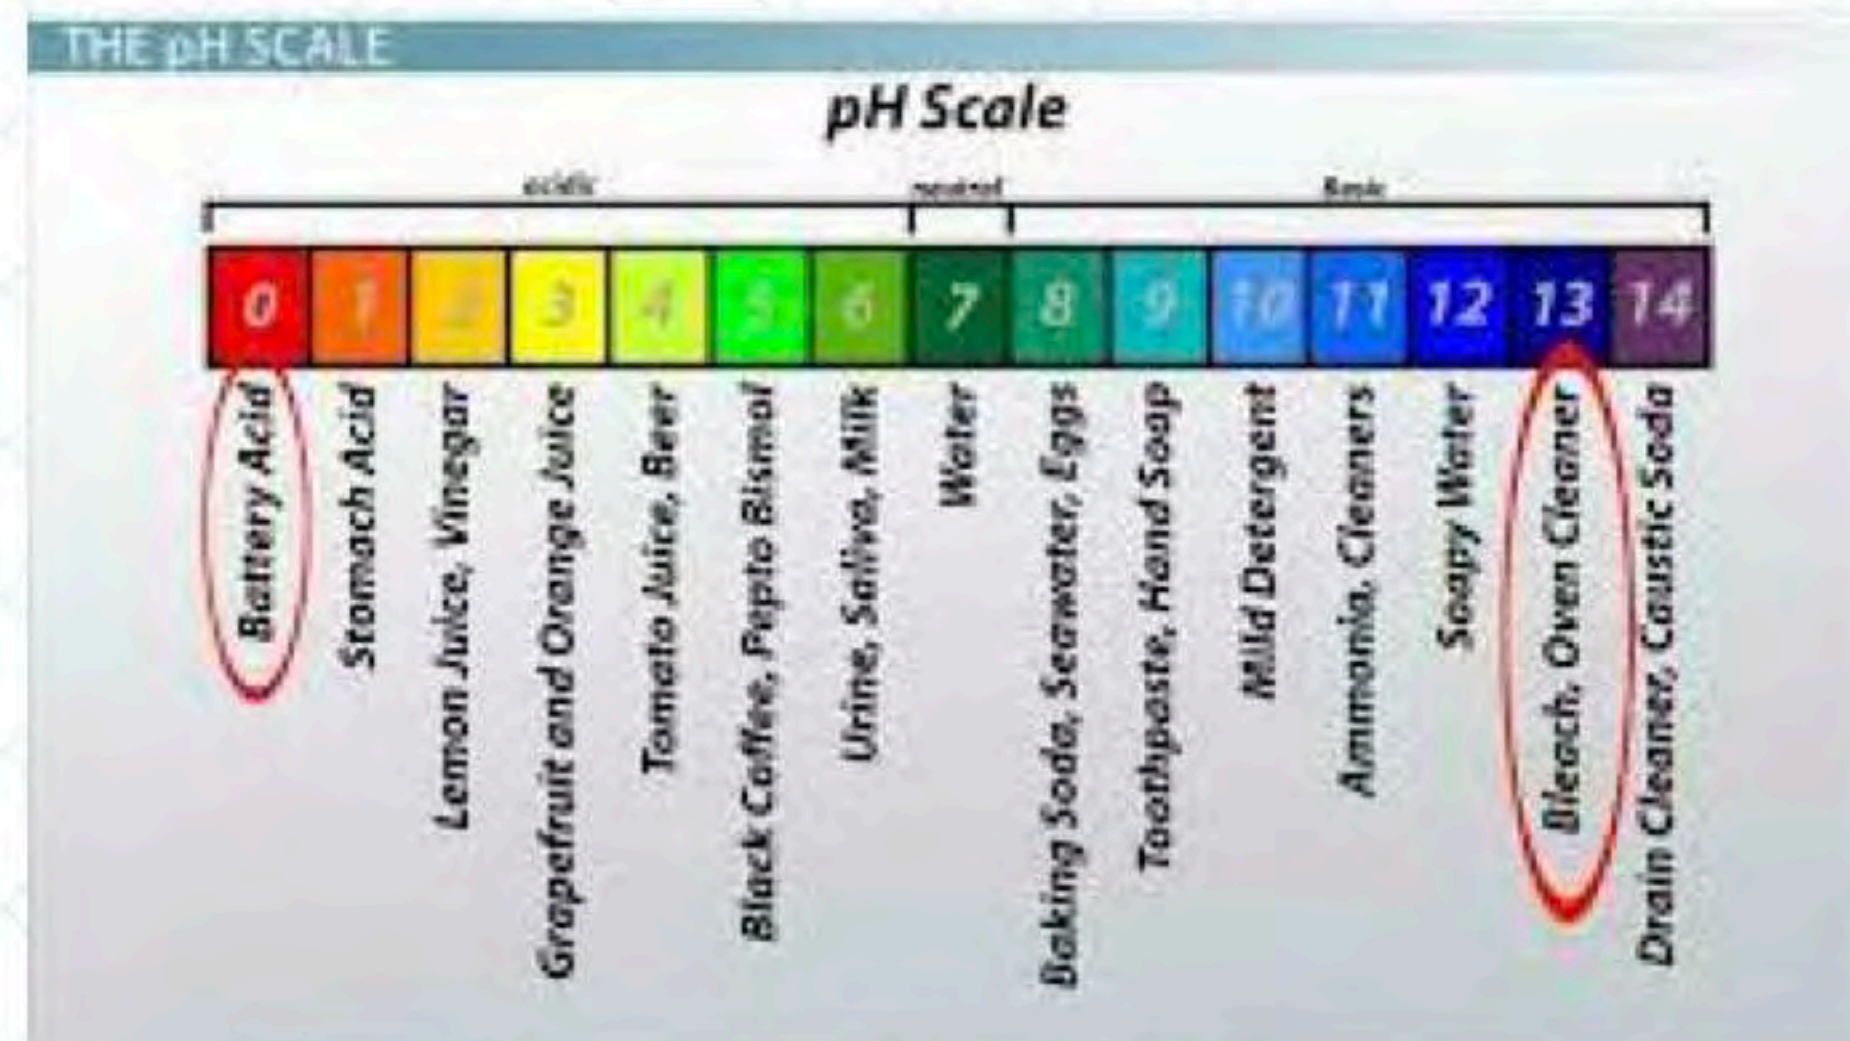 THE pH SCALE
pH Scale
acidic
neutral
Basic
0
1
2
3
4
5
6
7
8
9
10
11
12
13
14
Battery Acid
Stomach Acid
Lemon Juice, Vinegar
Grapefruit and Orange Juice
Tomato Juice, Beer
Black Coffee, Pepto Bismol
Urine, Saliva, Milk
Water
Baking Soda, Seawater, Eggs
Toothpaste, Hand Soap
Mild Detergent
Ammonia, Cleaners
Soapy Water
Bleach, Oven Cleaner
Drain Cleaner, Caustic Soda